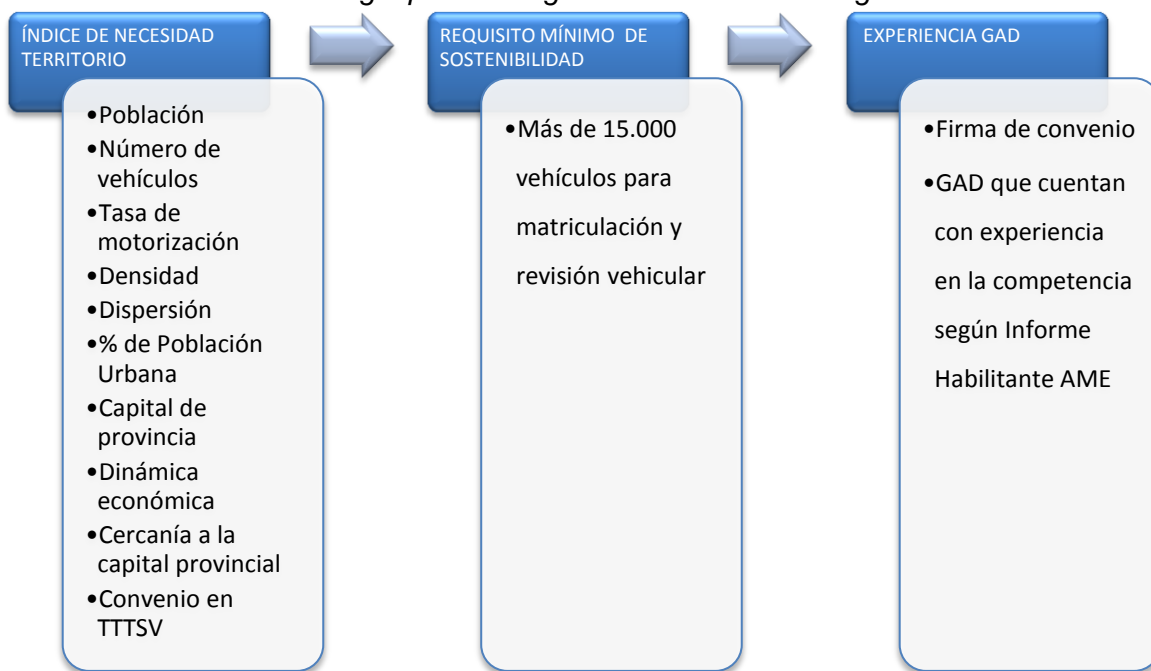 ÍNDICE DE NECESIDAD
TERRITORIO
•Población
•Número de
vehículos
•Tasa de
motorización
•Densidad
•Dispersión
•% de Población
Urbana
•Capital de
provincia
•Dinámica
económica
•Cercanía a la
capital provincial
•Convenio en
TTTSV
REQUISITO MÍNIMO DE
SOSTENIBILIDAD
•Más de 15.000
vehículos para
matriculación y
revisión vehicular
EXPERIENCIA GAD
•Firma de convenio
•GAD que cuentan
con experiencia
en la competencia
según Informe
Habilitante AME